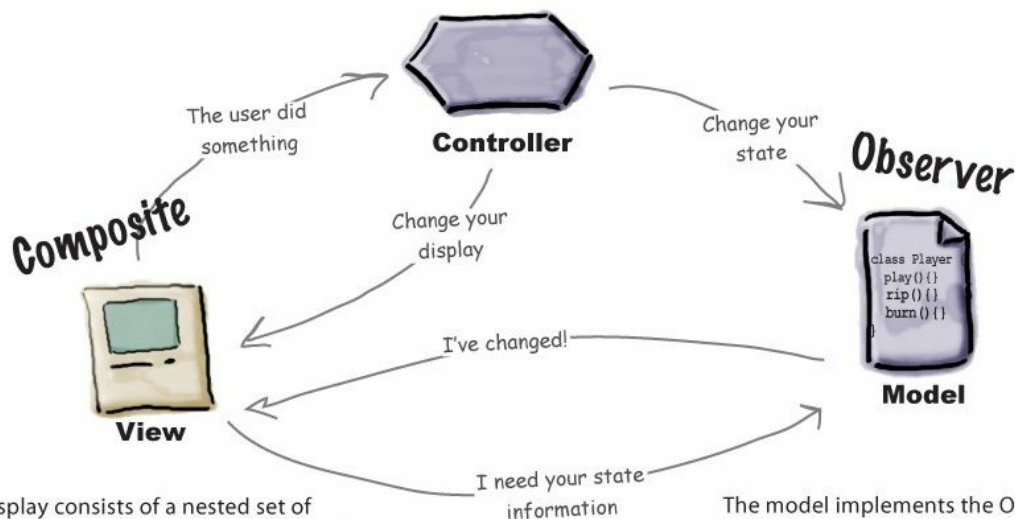 The user did
something
Controller
Change your
state
Observer
Composite
Change your
display
class Player {
play(){}
rip(){}
burn(){}
}
I've changed!
Model
View
I need your state
information
splay consists of a nested set of
The model implements the O